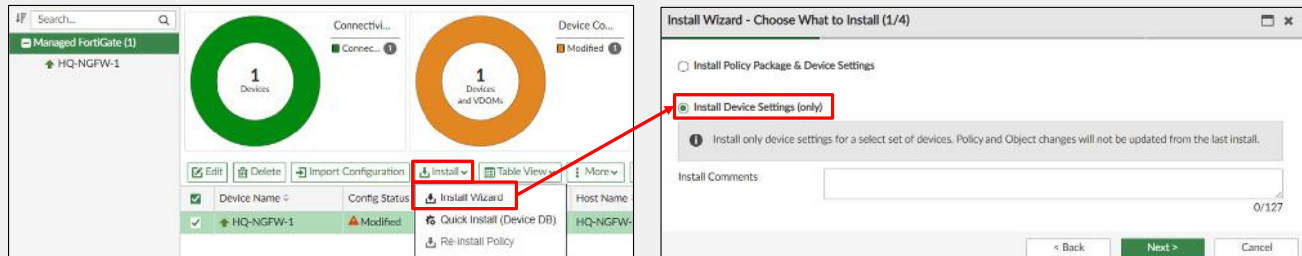 Search...
Managed FortiGate (1)
HQ-NGFW-1
Connectivi...
Connec... 1
1
Devices
Device Co...
Modified 1
1
Devices
and VDOMs
Edit Delete Import Configuration Install Table View More
Device Name Config Status Host Name
HQ-NGFW-1 Modified HQ-NGFW-
Install Wizard
Quick Install (Device DB)
Re-install Policy
Install Wizard - Choose What to Install (1/4)
Install Policy Package & Device Settings
Install Device Settings (only)
Install only device settings for a select set of devices. Policy and Object changes will not be updated from the last install.
Install Comments
0/127
< Back Next > Cancel